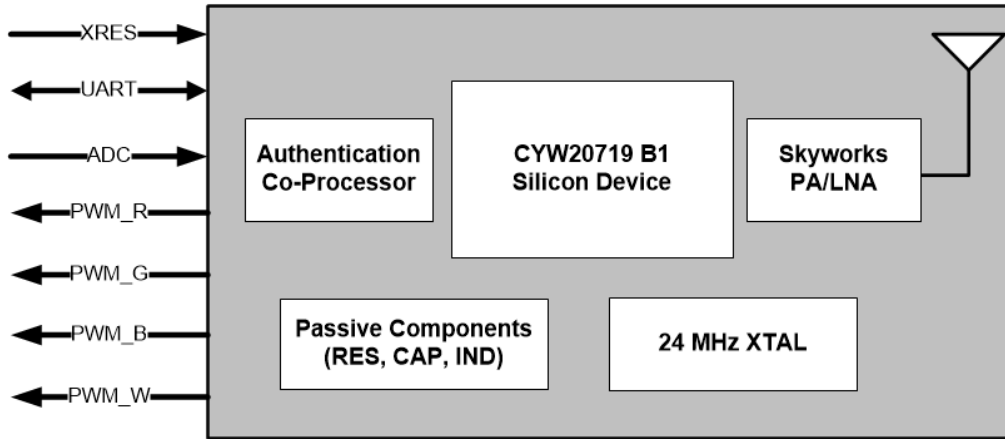 XRES
UART
ADC
PWM_R
PWM_G
PWM_B
PWM_W
Authentication
Co-Processor
CYW20719 B1
Silicon Device
Skyworks
PA/LNA
Passive Components
(RES, CAP, IND)
24 MHz XTAL